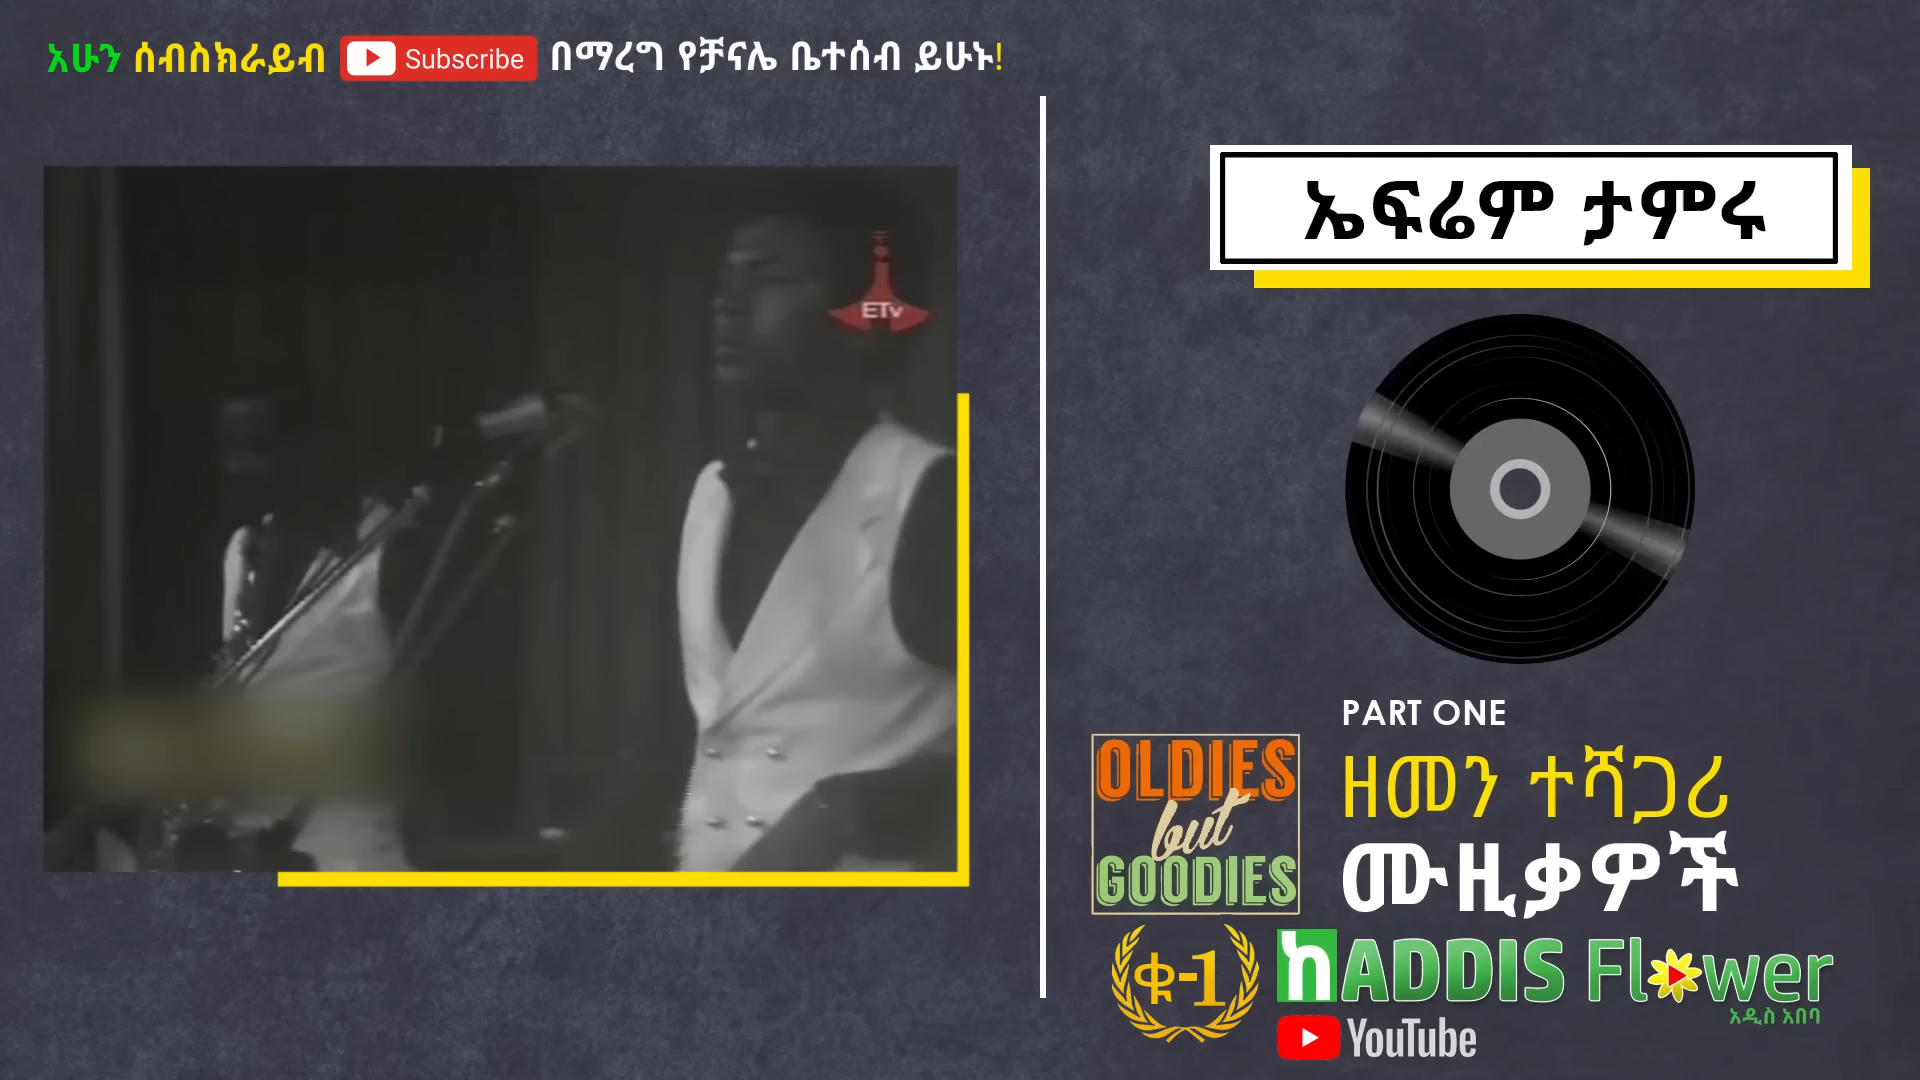 አሁን ሰብስክራይብ Subscribe በማረግ የቻናሌ ቤተሰብ ይሁኑ!
ETv
ኤፍሬም ታምሩ
PART ONE
ዘመን ተሻጋሪ
ሙዚቃዎች
OLDIES
but
GOODIES
ቁ-1
ከADDIS Flower
አዲስ አበባ
YouTube